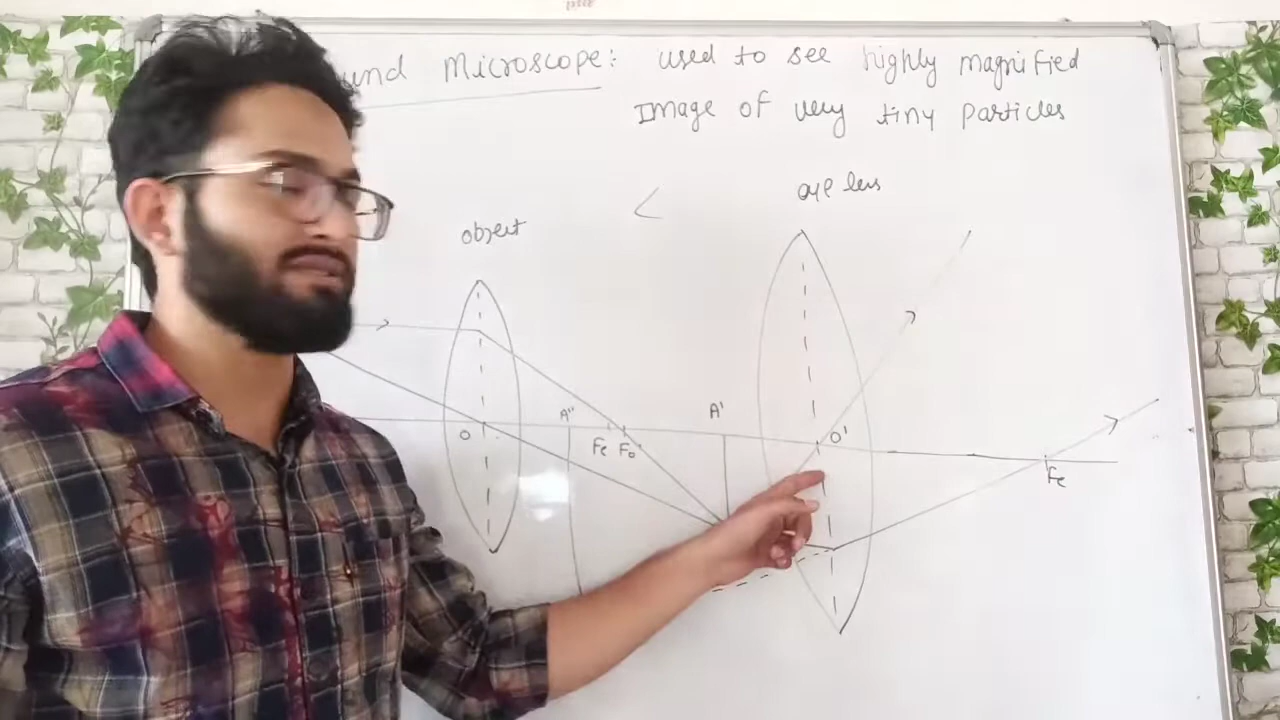 und Microscope: used to see highly magnified
Image of very tiny particles
eye lens
object
A" A'
O Fe Fo O' Fe